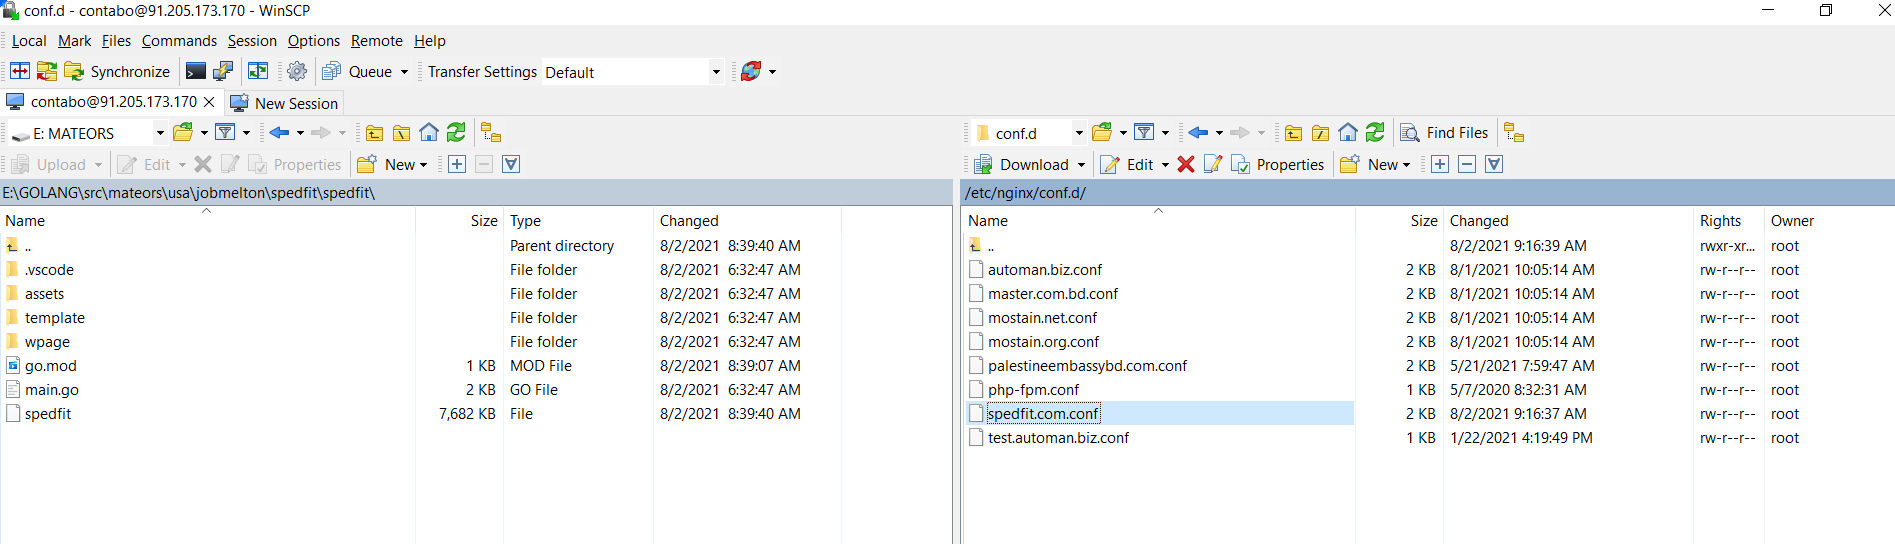 conf.d - contabo@91.205.173.170 - WinSCP
Local Mark Files Commands Session Options Remote Help
Synchronize Queue Transfer Settings Default
contabo@91.205.173.170 New Session
E: MATEORS
Upload Edit Properties New
E:\GOLANG\src\mateors\usa\jobmelton\spedfit\spedfit\
Name Size Type Changed
.. Parent directory 8/2/2021 8:39:40 AM
.vscode File folder 8/2/2021 6:32:47 AM
assets File folder 8/2/2021 6:32:47 AM
template File folder 8/2/2021 6:32:47 AM
wpage File folder 8/2/2021 6:32:47 AM
go.mod 1 KB MOD File 8/2/2021 8:39:07 AM
main.go 2 KB GO File 8/2/2021 6:32:47 AM
spedfit 7,682 KB File 8/2/2021 8:39:40 AM
conf.d Find Files
Download Edit Properties New
/etc/nginx/conf.d/
Name Size Changed Rights Owner
.. 8/2/2021 9:16:39 AM rwxr-xr... root
automan.biz.conf 2 KB 8/1/2021 10:05:14 AM rw-r--r-- root
master.com.bd.conf 2 KB 8/1/2021 10:05:14 AM rw-r--r-- root
mostain.net.conf 2 KB 8/1/2021 10:05:14 AM rw-r--r-- root
mostain.org.conf 2 KB 8/1/2021 10:05:14 AM rw-r--r-- root
palestineembassybd.com.conf 2 KB 5/21/2021 7:59:47 AM rw-r--r-- root
php-fpm.conf 1 KB 5/7/2020 8:32:31 AM rw-r--r-- root
spedfit.com.conf 2 KB 8/2/2021 9:16:37 AM rw-r--r-- root
test.automan.biz.conf 1 KB 1/22/2021 4:19:49 PM rw-r--r-- root